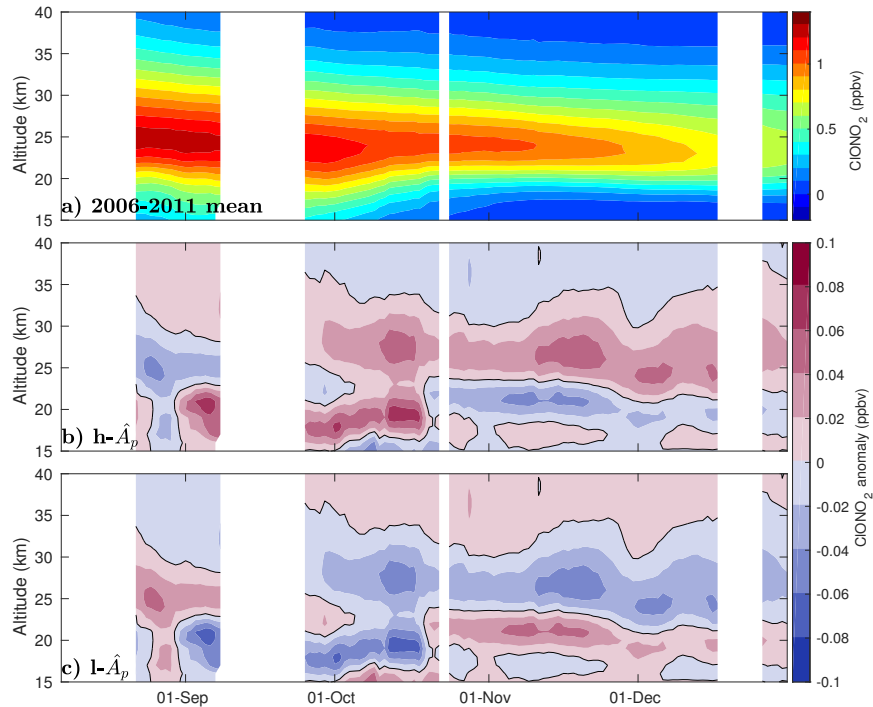 40
35
30
25
20
15
Altitude (km)
a) 2006-2011 mean
1
0.5
0
ClONO2 (ppbv)
40
35
30
25
20
15
Altitude (km)
b) h-Âp
40
35
30
25
20
15
Altitude (km)
c) l-Âp
01-Sep
01-Oct
01-Nov
01-Dec
0.1
0.08
0.06
0.04
0.02
0
-0.02
-0.04
-0.06
-0.08
-0.1
ClONO2 anomaly (ppbv)